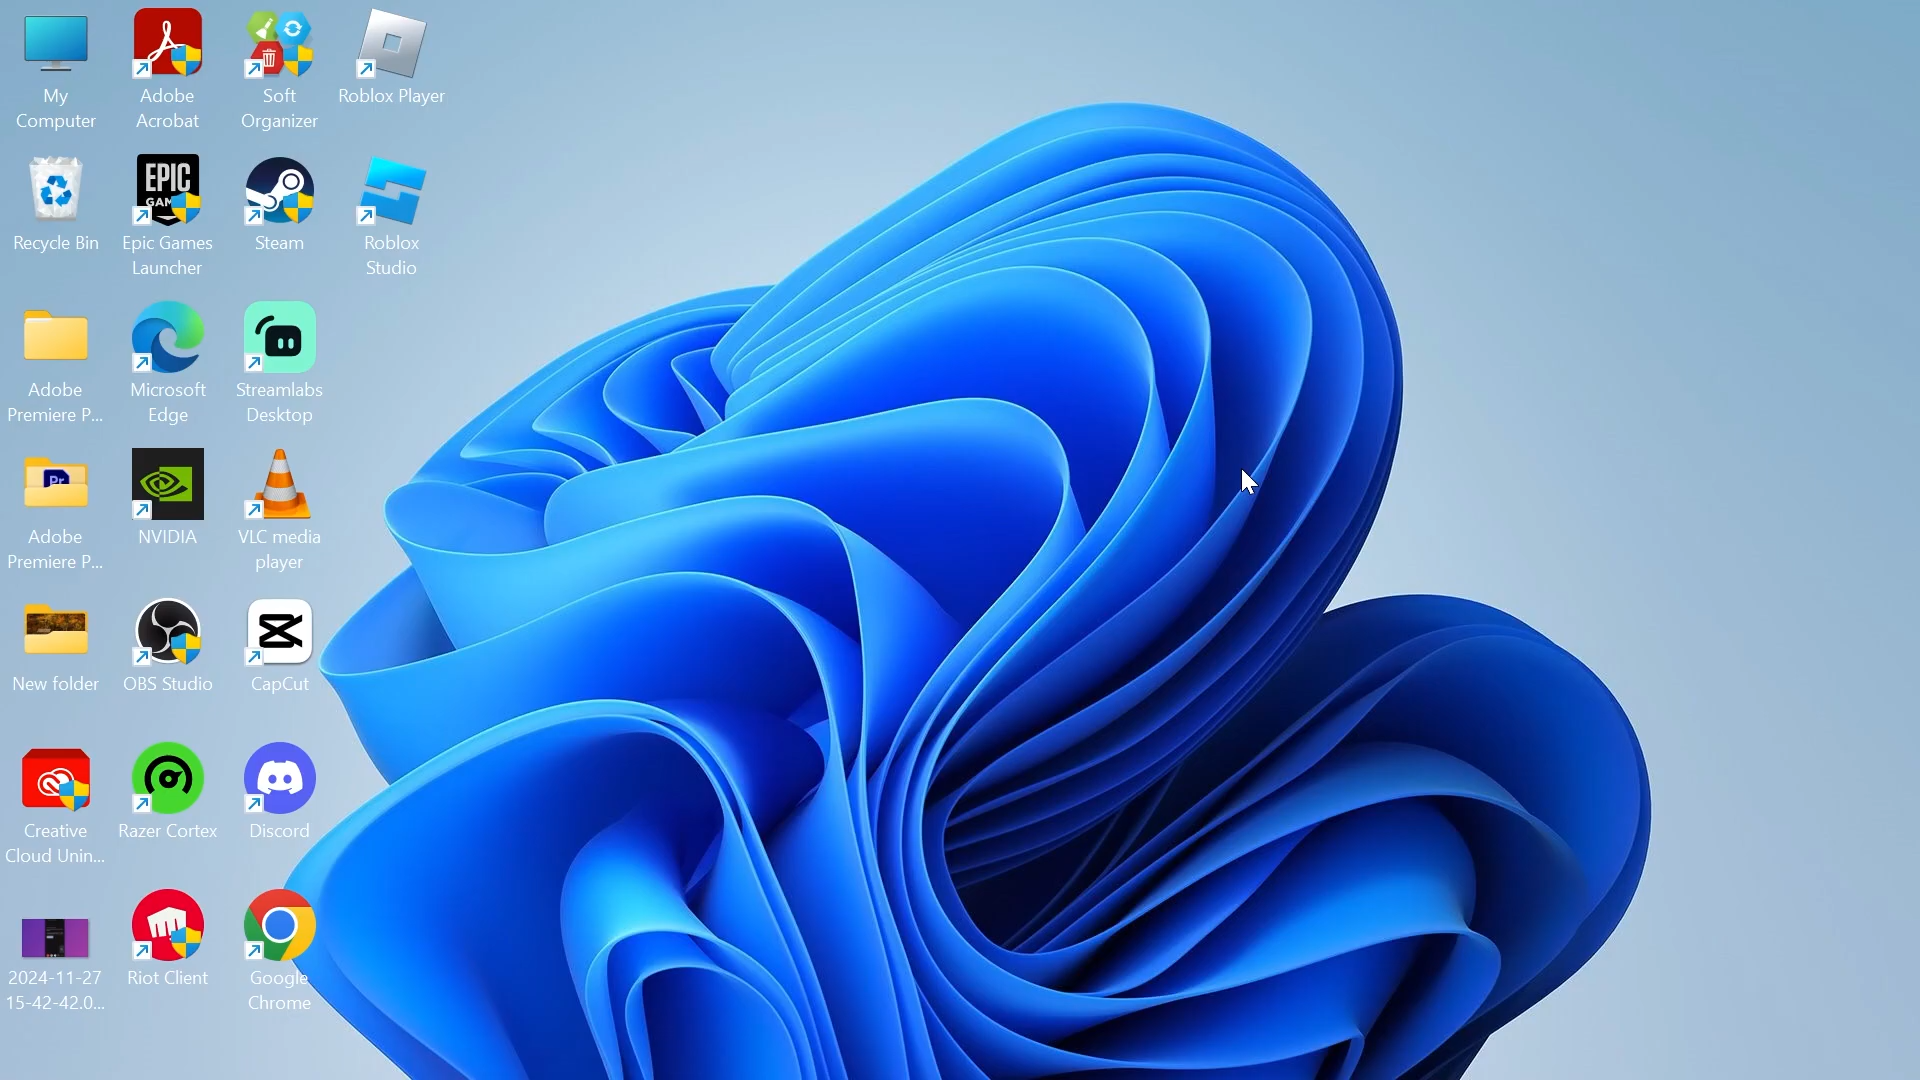 My
Computer
Adobe
Acrobat
Soft
Organizer
Roblox Player
Recycle Bin
EPIC
GAM
Epic Games
Launcher
Steam
Roblox
Studio
Adobe
Premiere P...
Microsoft
Edge
Streamlabs
Desktop
Pr
Adobe
Premiere P...
NVIDIA
VLC media
player
New folder
OBS Studio
CapCut
Creative
Cloud Unin...
Razer Cortex
Discord
2024-11-27
15-42-42.0...
Riot Client
Google
Chrome